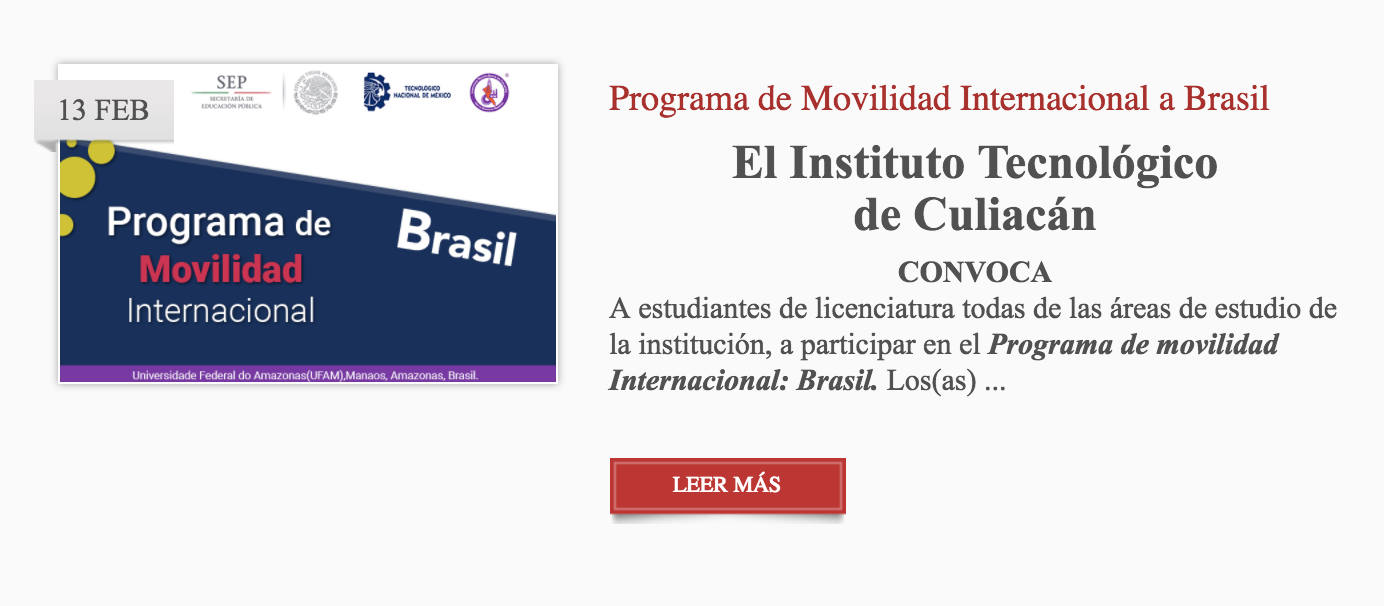 13 FEB
SEP
SECRETARÍA DE
EDUCACIÓN PÚBLICA
TECNOLÓGICO
NACIONAL DE MÉXICO
Programa de
Movilidad
Internacional
Brasil
Universidade Federal do Amazonas(UFAM),Manaos, Amazonas, Brasil.
Programa de Movilidad Internacional a Brasil
El Instituto Tecnológico
de Culiacán
CONVOCA
A estudiantes de licenciatura todas de las áreas de estudio de
la institución, a participar en el Programa de movilidad
Internacional: Brasil. Los(as) ...
LEER MÁS